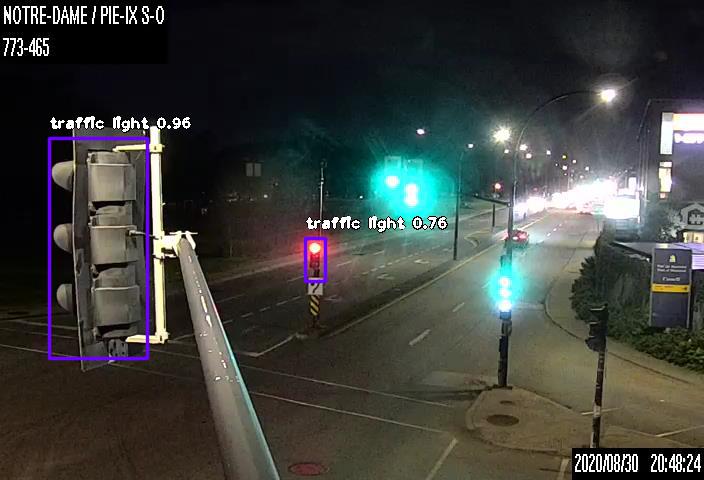 NOTRE-DAME / PIE-IX S-O
773-465
traffic light 0.96
traffic light 0.76
Canada
2020/08/30 20:48:24